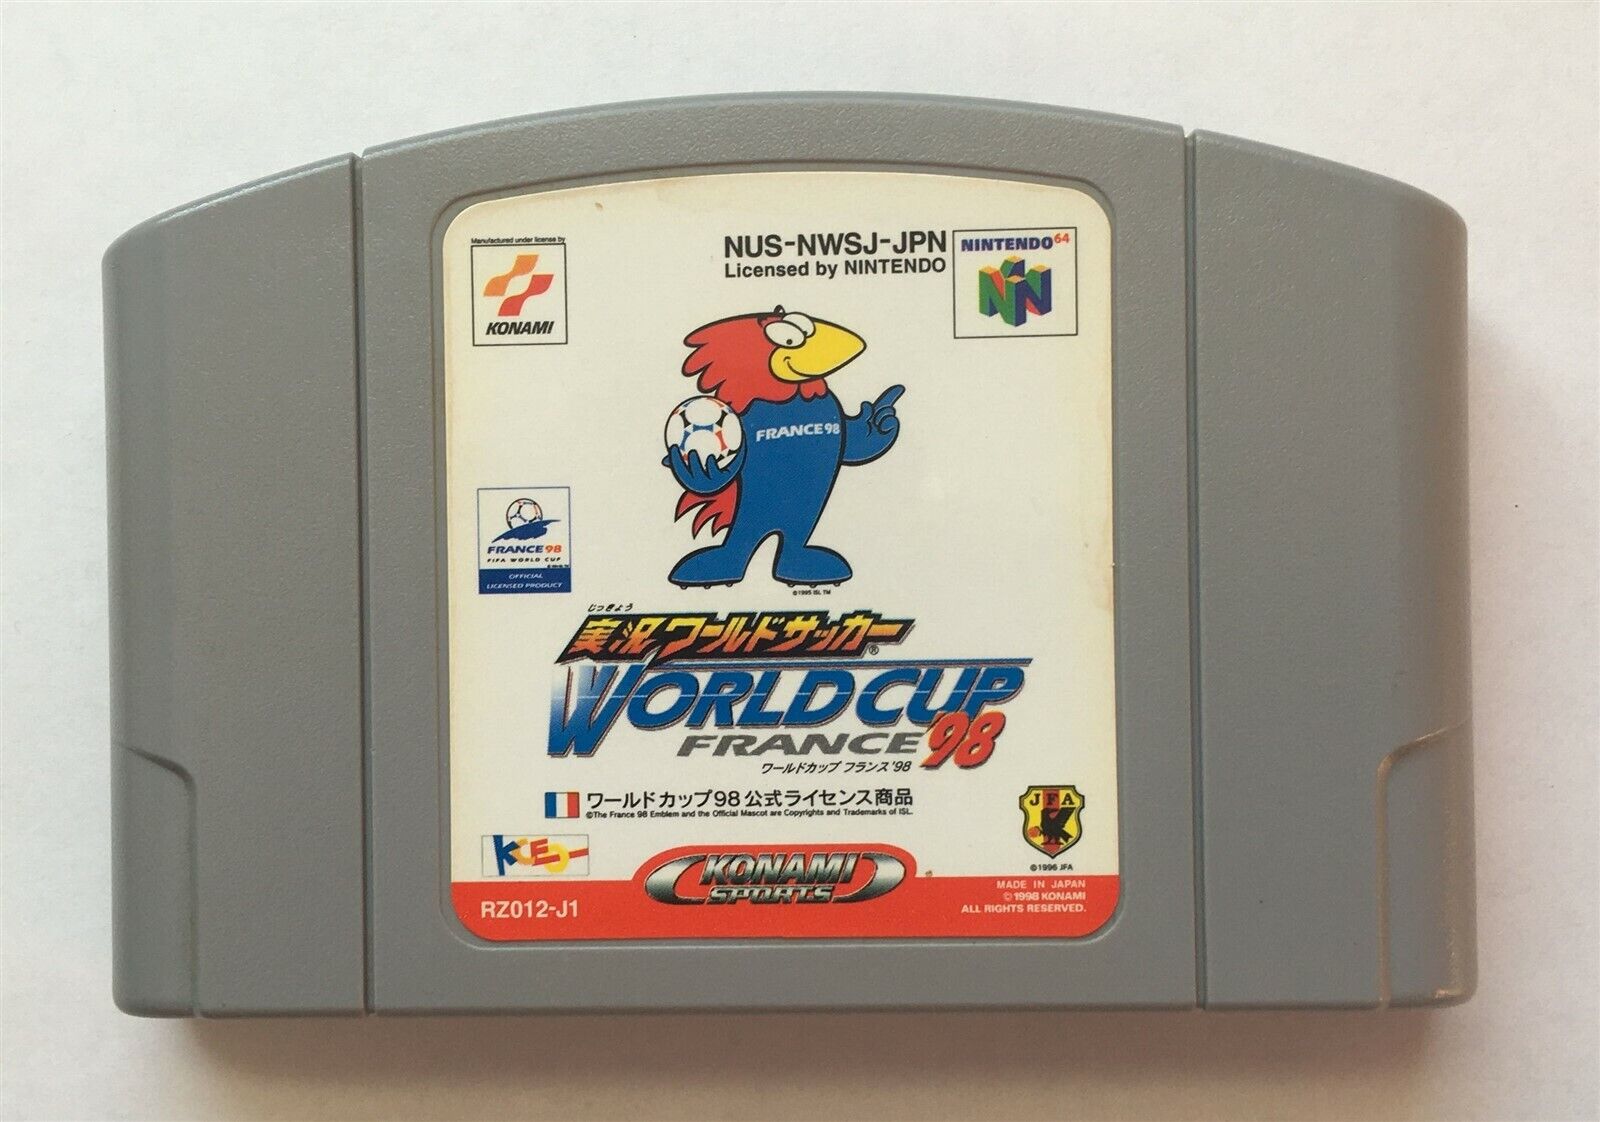 Manufactured under license by
KONAMI
NUS-NWSJ-JPN
Licensed by NINTENDO
NINTENDO64
FRANCE98
FRANCE98
FIFA WORLD CUP
OFFICIAL
LICENSED PRODUCT
©1995 ISL TM
じっきょう
実況ワールドサッカー®
WORLD CUP
FRANCE'98
ワールドカップ フランス'98
ワールドカップ98公式ライセンス商品
©The France 98 Emblem and the Official Mascot are Copyrights and Trademarks of ISL.
JFA
©1996 JFA
KCEO
KONAMI
SPORTS
RZ012-J1
MADE IN JAPAN
©1998 KONAMI
ALL RIGHTS RESERVED.